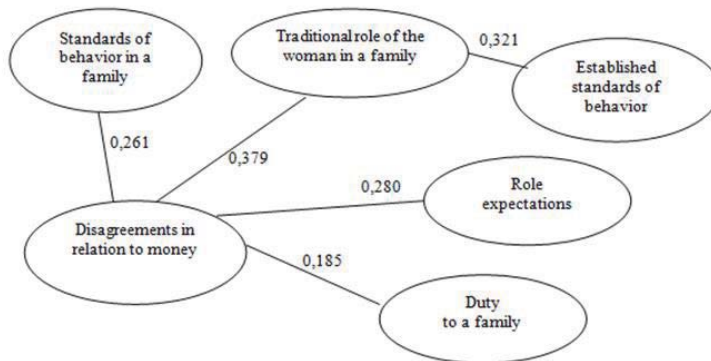 Standards of
behavior in a
family
Traditional role of the
woman in a family
0,321
Established
standards of
behavior
0,261
0,379
0,280
Role
expectations
Disagreements in
relation to money
0,185
Duty
to a family